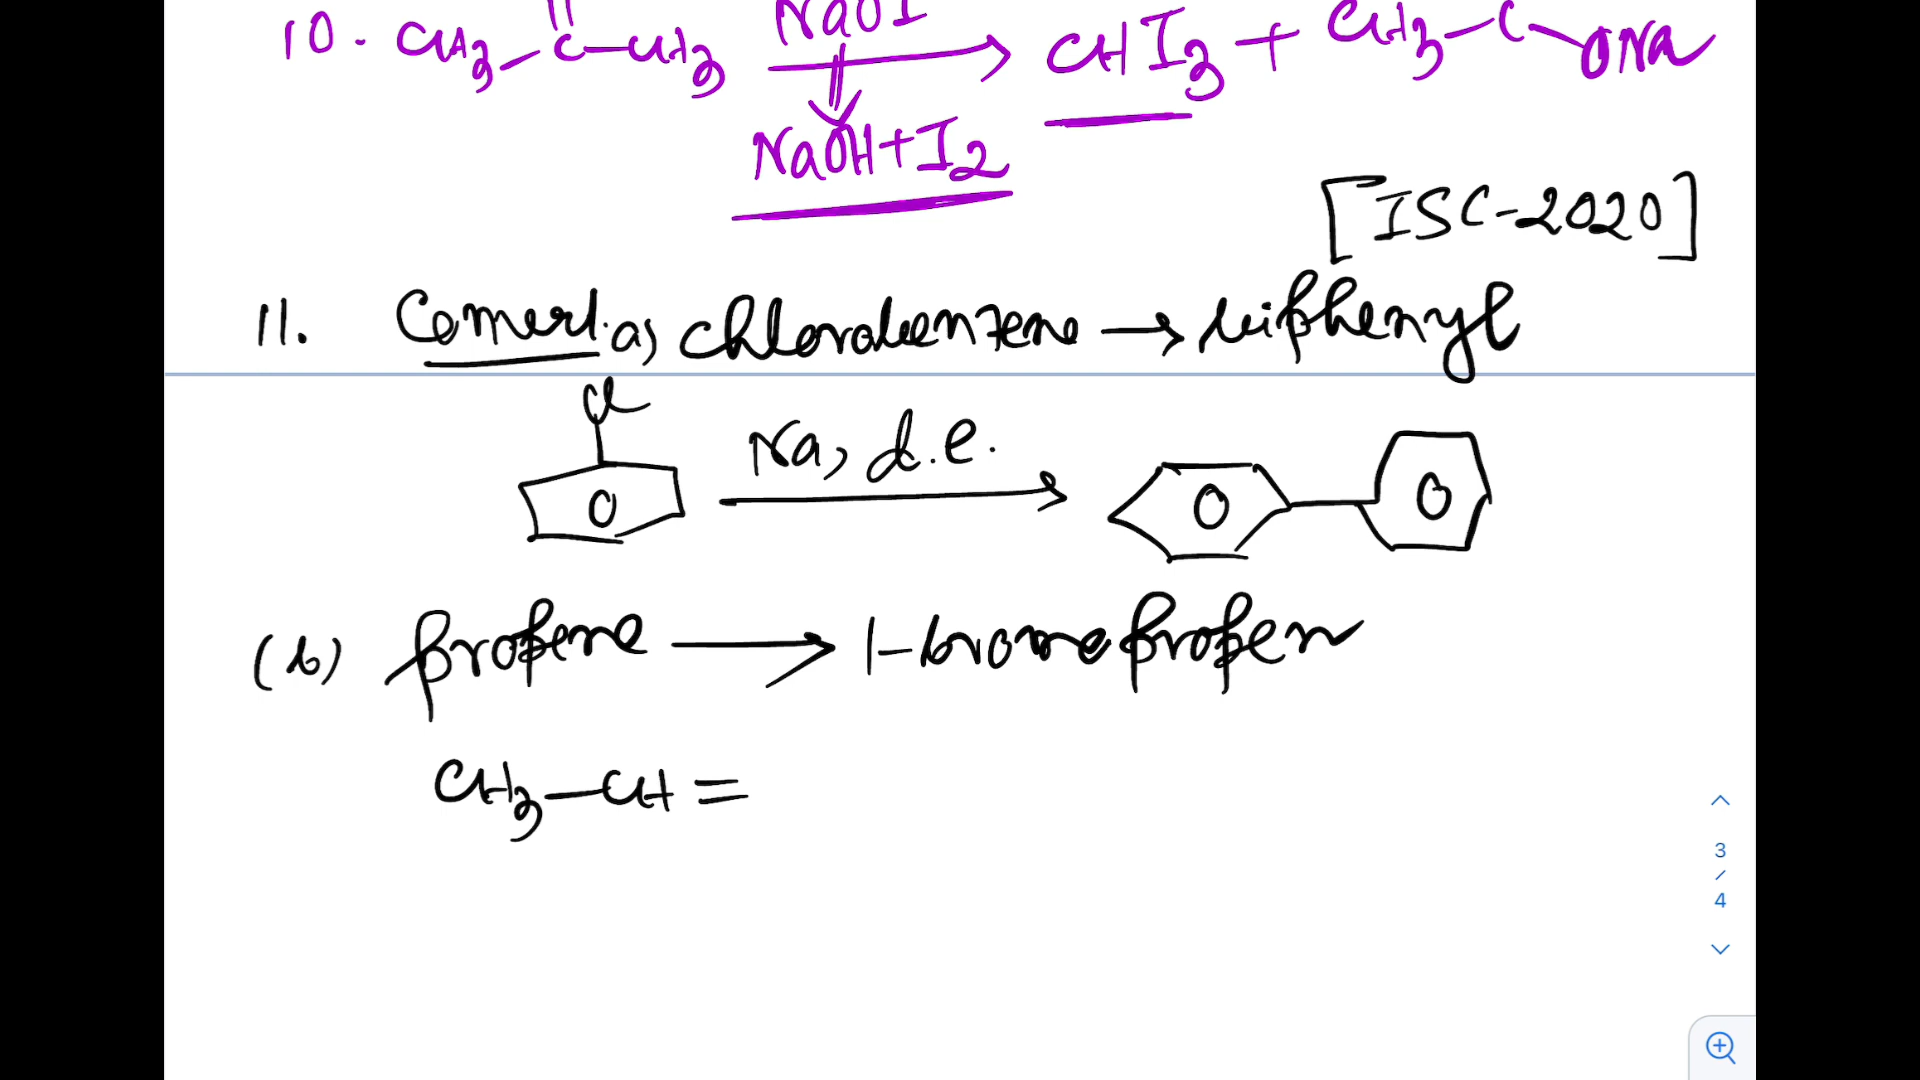 10. CH3-C-CH3 NaOI CHI3 + CH3-C-ONa
NaOH+I2
[ISC-2020]
11. Convert. a) chlorobenzene → biphenyl
Cl
Na, d.e.
(b) propene → 1-bromopropen
CH3-CH=
3
/
4